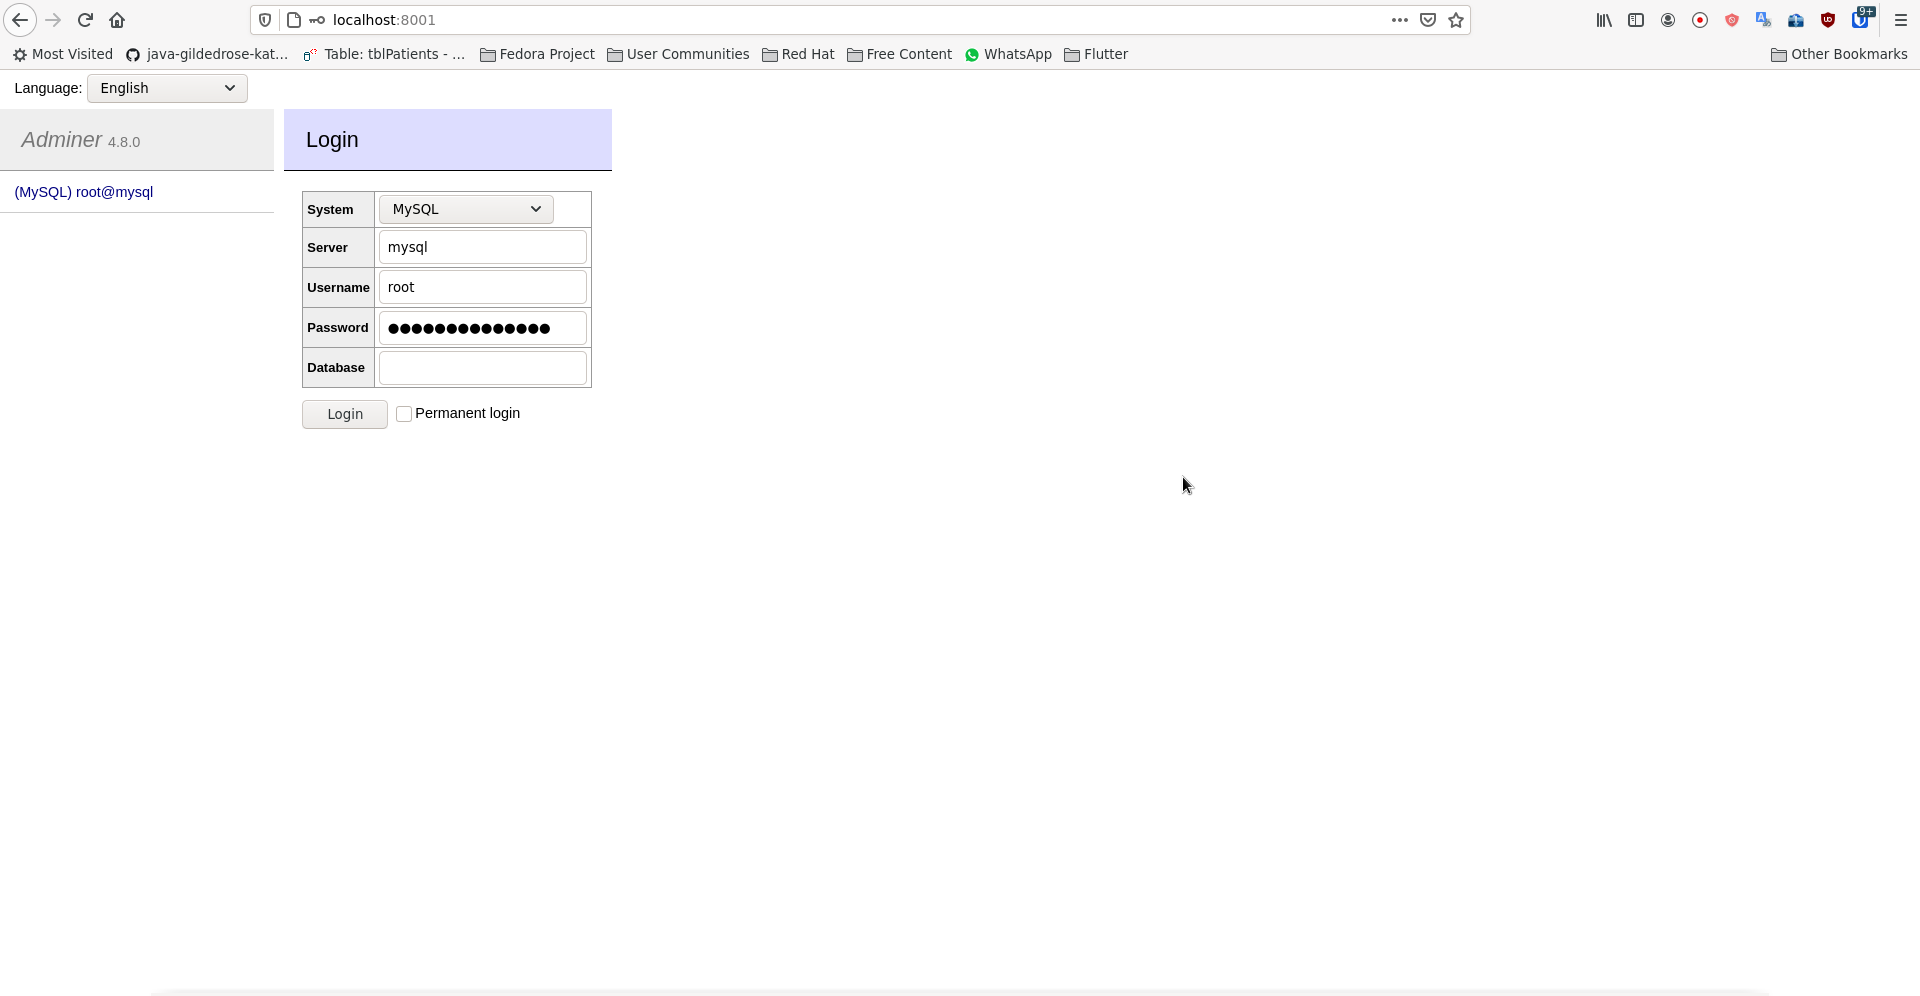 localhost:8001
9+
Most Visited java-gildedrose-kat... Table: tblPatients - ... Fedora Project User Communities Red Hat Free Content WhatsApp Flutter Other Bookmarks
Language: English
Adminer 4.8.0
(MySQL) root@mysql
Login
System MySQL
Server mysql
Username root
Password ●●●●●●●●●●●●●●
Database
Login Permanent login